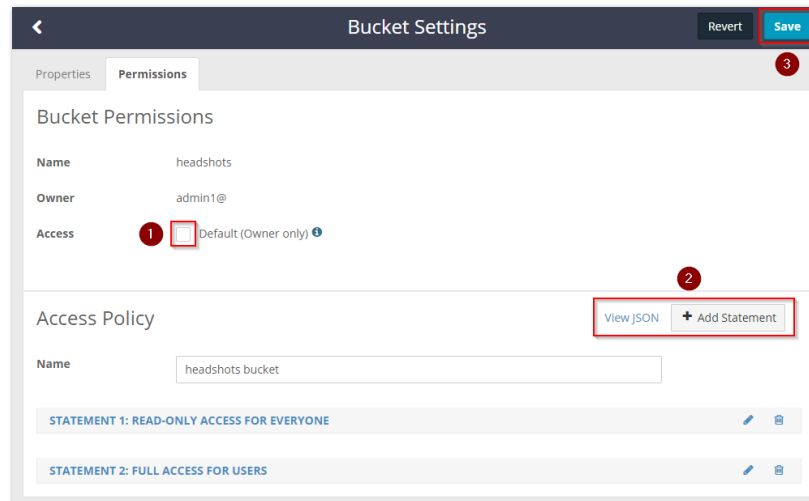 Bucket Settings
Revert
Save
3
Properties
Permissions
Bucket Permissions
Name
headshots
Owner
admin1@
Access
1
Default (Owner only)
2
Access Policy
View JSON
+ Add Statement
Name
headshots bucket
STATEMENT 1: READ-ONLY ACCESS FOR EVERYONE
STATEMENT 2: FULL ACCESS FOR USERS